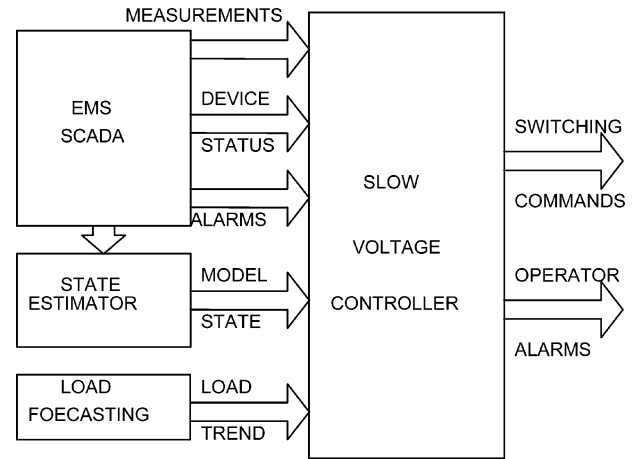 MEASUREMENTS
EMS
SCADA
DEVICE
STATUS
ALARMS
STATE
ESTIMATOR
MODEL
STATE
LOAD
FOECASTING
LOAD
TREND
SLOW
VOLTAGE
CONTROLLER
SWITCHING
COMMANDS
OPERATOR
ALARMS